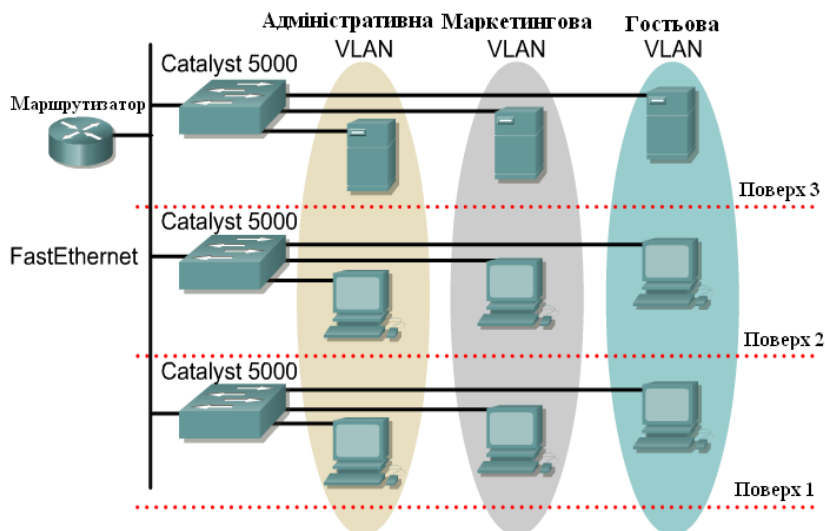 Адміністративна
VLAN
Маркетингова
VLAN
Гостьова
VLAN
Catalyst 5000
Маршрутизатор
Поверх 3
Catalyst 5000
FastEthernet
Поверх 2
Catalyst 5000
Поверх 1